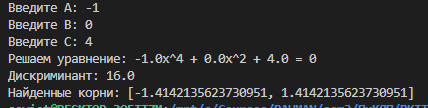 Введите A: -1
Введите B: 0
Введите C: 4
Решаем уравнение: -1.0x^4 + 0.0x^2 + 4.0 = 0
Дискриминант: 16.0
Найденные корни: [-1.4142135623730951, 1.4142135623730951]